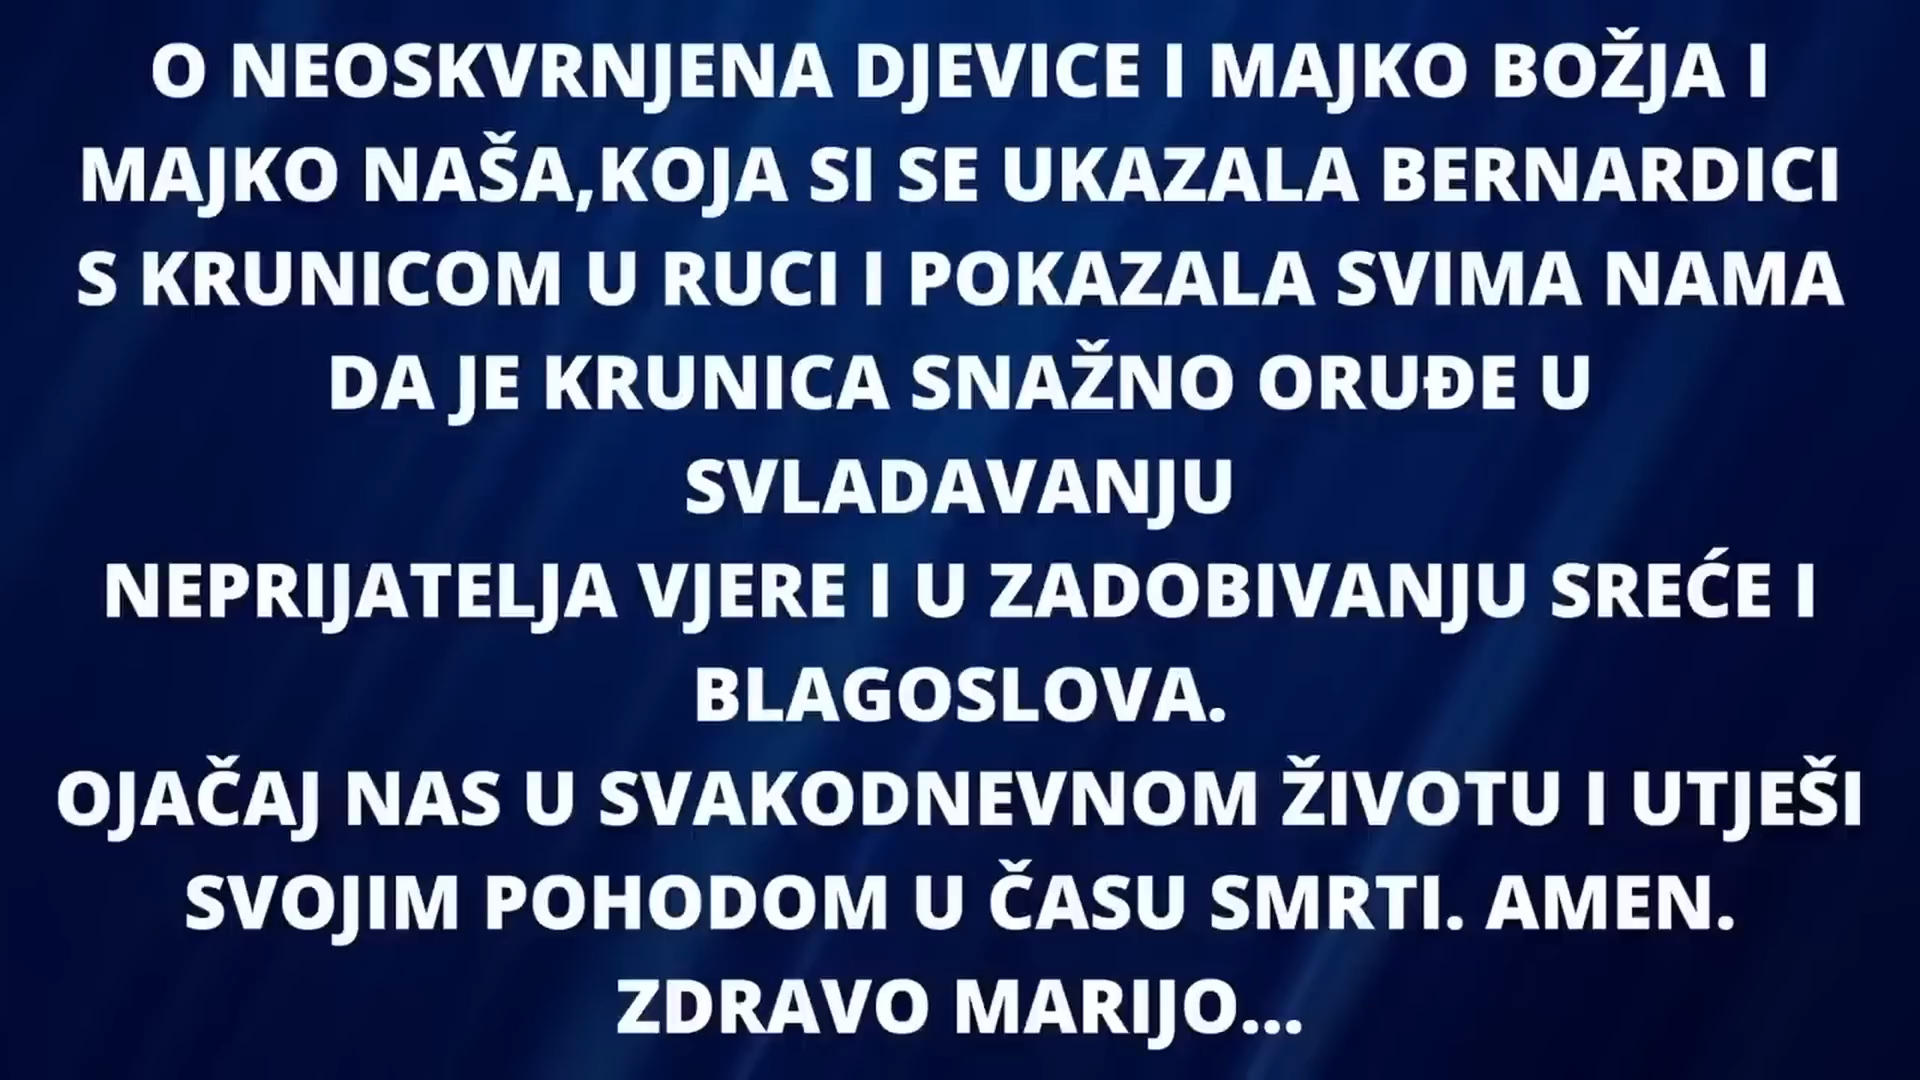 O NEOSKVRNJENA DJEVICE I MAJKO BOŽJA I
MAJKO NAŠA,KOJA SI SE UKAZALA BERNARDICI
S KRUNICOM U RUCI I POKAZALA SVIMA NAMA
DA JE KRUNICA SNAŽNO ORUĐE U
SVLADAVANJU
NEPRIJATELJA VJERE I U ZADOBIVANJU SREĆE I
BLAGOSLOVA.
OJAČAJ NAS U SVAKODNEVNOM ŽIVOTU I UTJEŠI
SVOJIM POHODOM U ČASU SMRTI. AMEN.
ZDRAVO MARIJO...